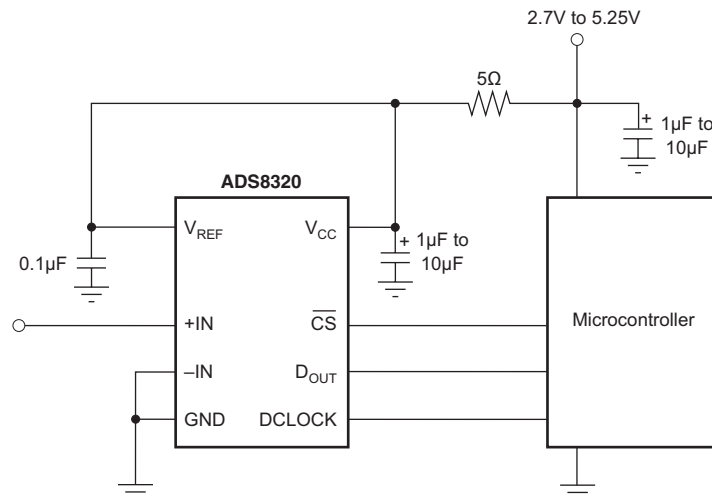 2.7V to 5.25V
5Ω
+ 1µF to
10µF
ADS8320
VREF
VCC
0.1µF
+ 1µF to
10µF
+IN
CS
Microcontroller
–IN
DOUT
GND
DCLOCK